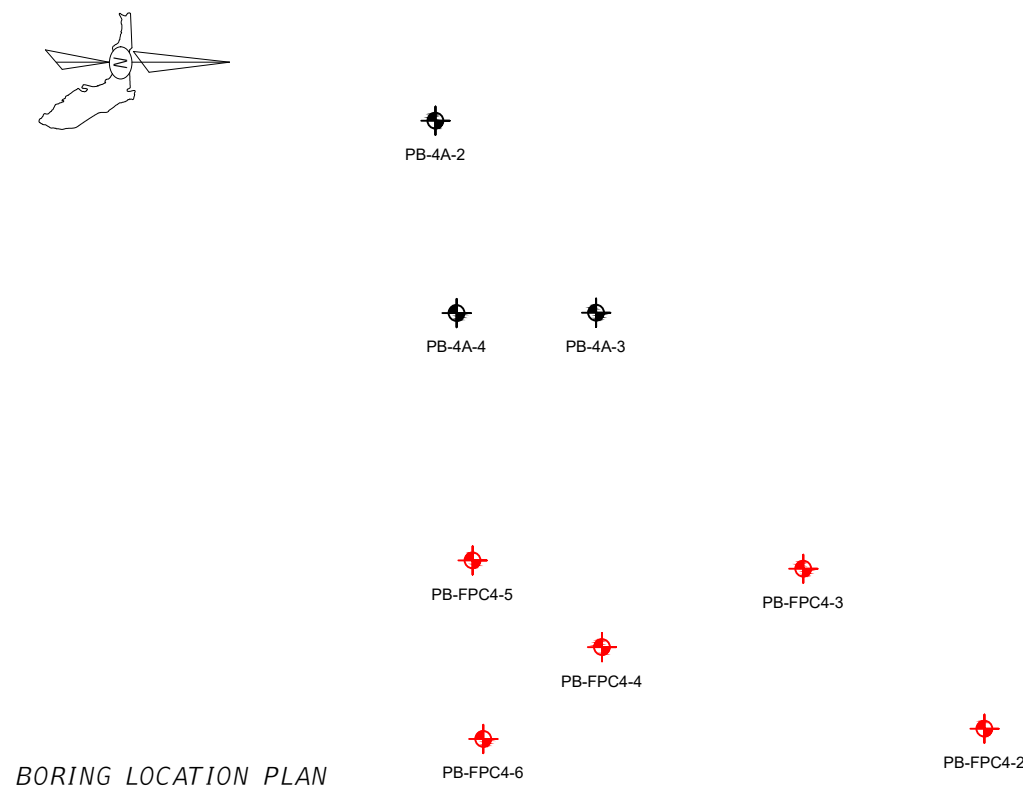 N
PB-4A-2
PB-4A-4
PB-4A-3
PB-FPC4-5
PB-FPC4-3
PB-FPC4-4
PB-FPC4-6
PB-FPC4-2
BORING LOCATION PLAN